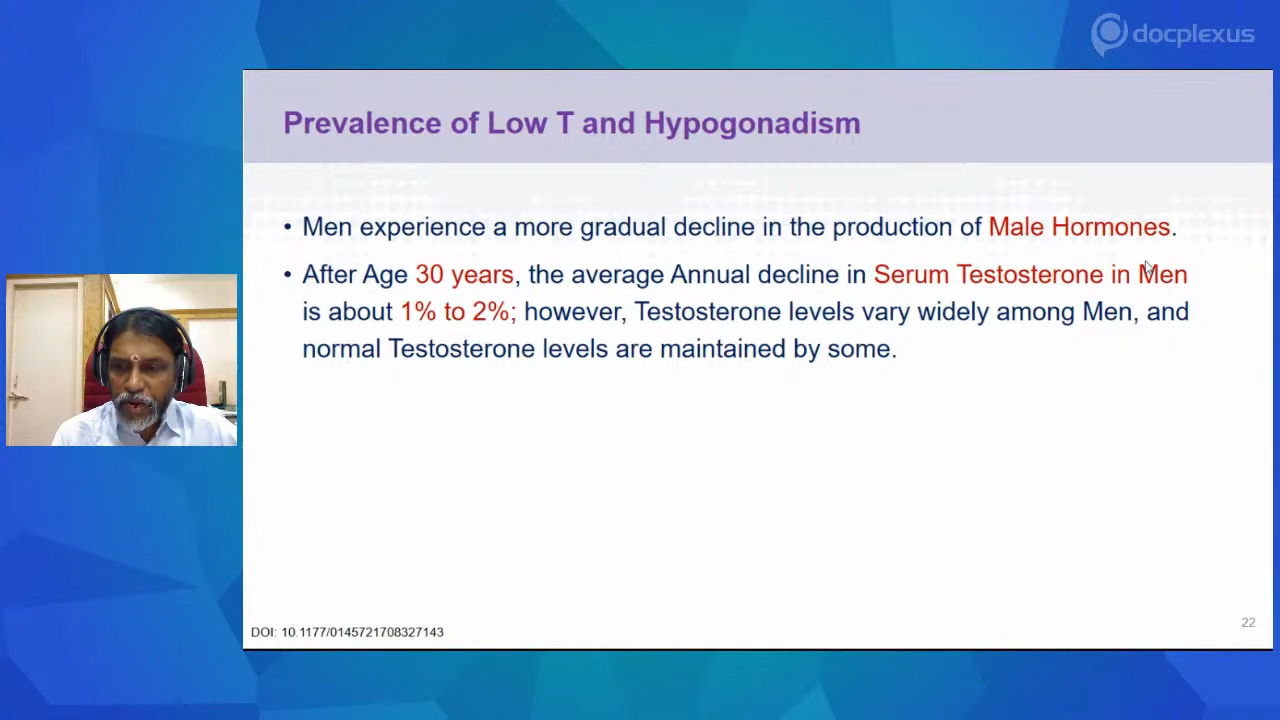 docplexus
Prevalence of Low T and Hypogonadism
• Men experience a more gradual decline in the production of Male Hormones.
• After Age 30 years, the average Annual decline in Serum Testosterone in Men
is about 1% to 2%; however, Testosterone levels vary widely among Men, and
normal Testosterone levels are maintained by some.
22
DOI: 10.1177/0145721708327143